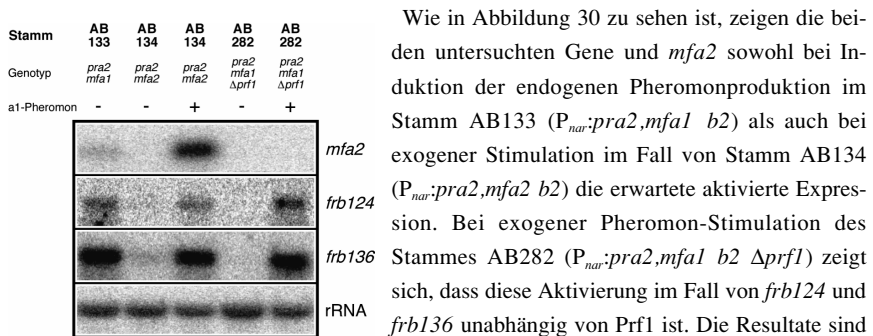 Stamm AB 133 AB 134 AB 134 AB 282 AB 282
Genotyp pra2 mfa1 pra2 mfa2 pra2 mfa2 pra2 mfa1 Δprf1 pra2 mfa1 Δprf1
a1-Pheromon - - + - +
mfa2
frb124
frb136
rRNA
Wie in Abbildung 30 zu sehen ist, zeigen die bei-
den untersuchten Gene und mfa2 sowohl bei In-
duktion der endogenen Pheromonproduktion im
Stamm AB133 (Pnar:pra2,mfa1 b2) als auch bei
exogener Stimulation im Fall von Stamm AB134
(Pnar:pra2,mfa2 b2) die erwartete aktivierte Expres-
sion. Bei exogener Pheromon-Stimulation des
Stammes AB282 (Pnar:pra2,mfa1 b2 Δprf1) zeigt
sich, dass diese Aktivierung im Fall von frb124 und
frb136 unabhängig von Prf1 ist. Die Resultate sind